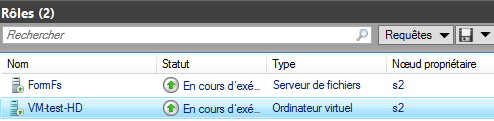 Rôles (2)
Rechercher Requêtes
Nom Statut Type Nœud propriétaire
FormFs En cours d'exé... Serveur de fichiers s2
VM-test-HD En cours d'exé... Ordinateur virtuel s2